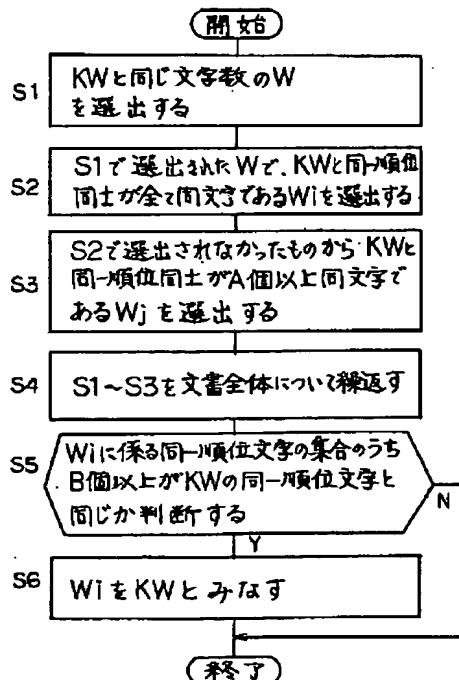 開始
S1
KWと同じ文字数のW
を選出する
S2
S1で選出されたWで、KWと同一順位
同士が全て同文字であるWiを選出する
S3
S2で選出されなかったものからKWと
同一順位同士がA個以上同文字で
あるWjを選出する
S4
S1～S3を文書全体について繰返す
S5
Wiに係る同一順位文字の集合のうち
B個以上がKWの同一順位文字と
同じか判断する
N
Y
S6
WiをKWとみなす
終了